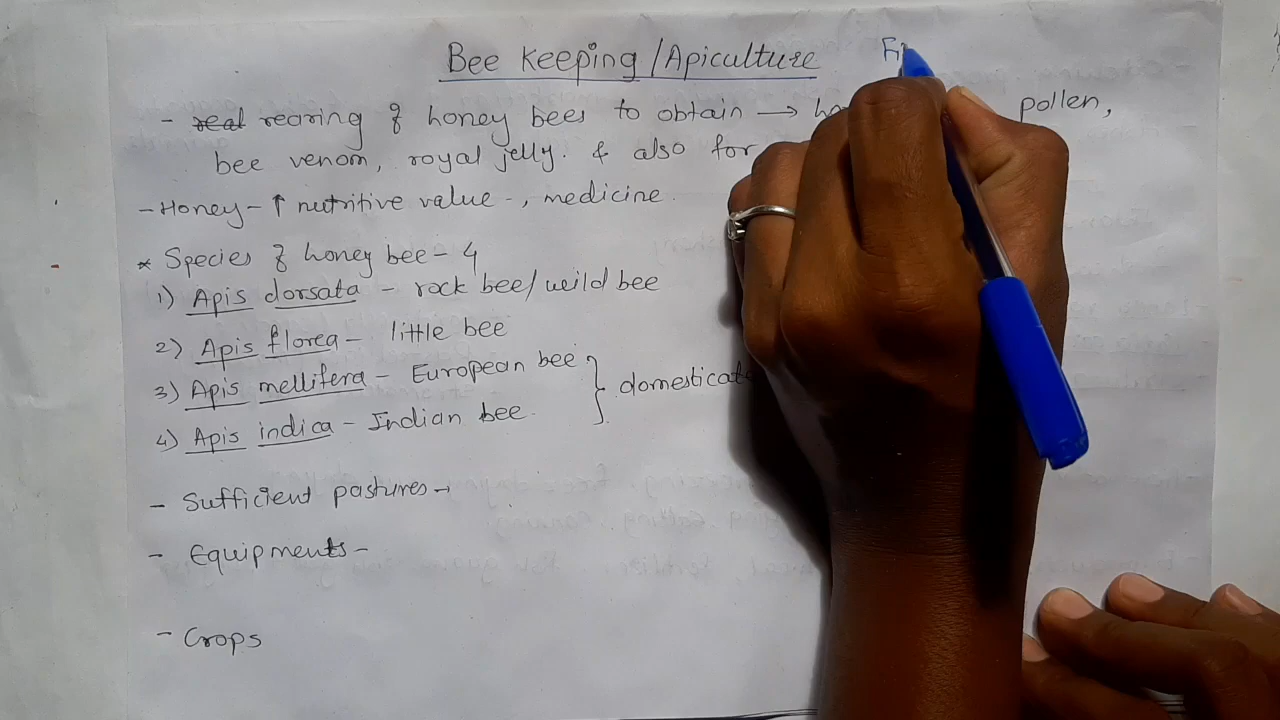 Bee Keeping / Apiculture
- real rearing of honey bees to obtain → pollen,
bee venom, royal jelly. & also for
- Honey - ↑ nutritive value -, medicine.
* Species of honey bee - 4
1) Apis dorsata - rock bee/ wild bee
2) Apis florea - little bee
3) Apis mellifera - European bee } domesticat
4) Apis indica - Indian bee.
- Sufficient pastures -
- Equipments -
- Crops